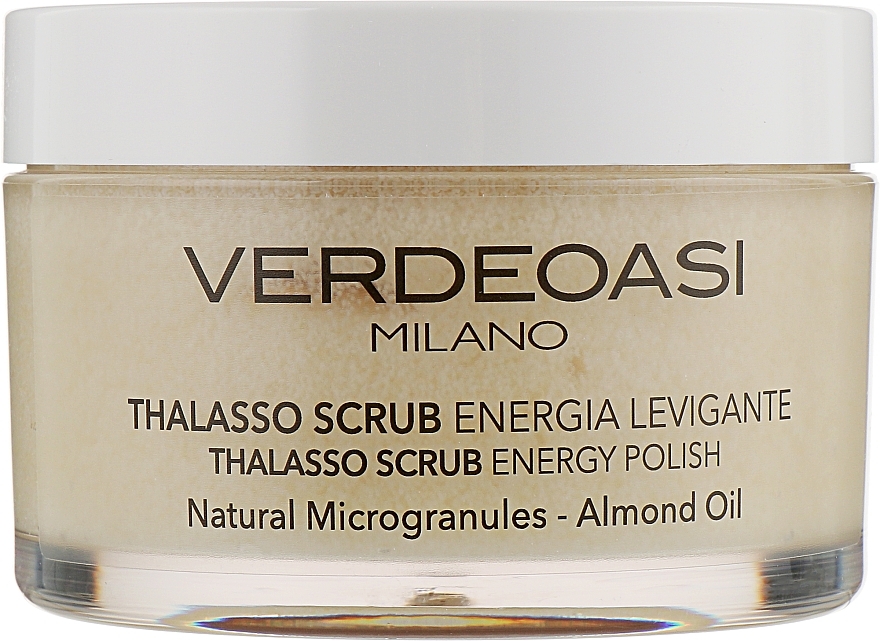 VERDEOASI
MILANO
THALASSO SCRUB ENERGIA LEVIGANTE
THALASSO SCRUB ENERGY POLISH
Natural Microgranules - Almond Oil